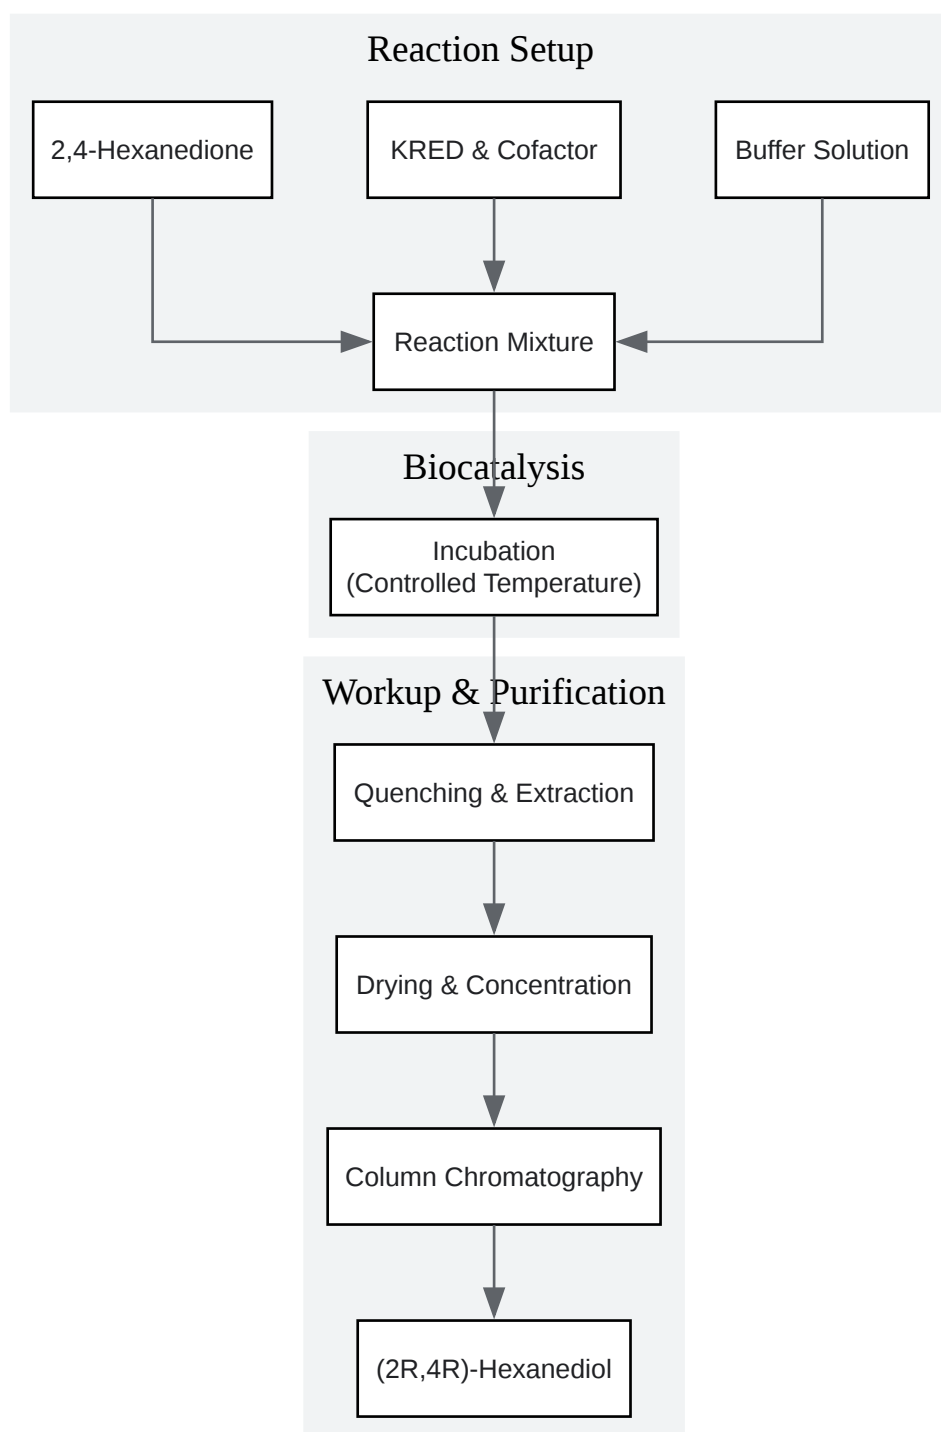 Reaction Setup
2,4-Hexanedione
KRED & Cofactor
Buffer Solution
Reaction Mixture
Biocatalysis
Incubation
(Controlled Temperature)
Workup & Purification
Quenching & Extraction
Drying & Concentration
Column Chromatography
(2R,4R)-Hexanediol